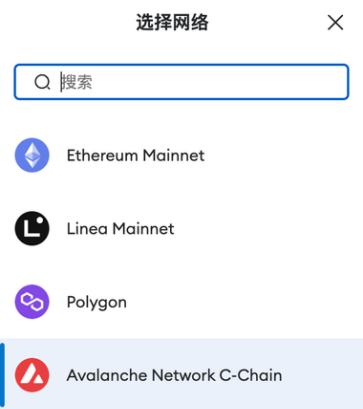 选择网络
搜索
Ethereum Mainnet
Linea Mainnet
Polygon
Avalanche Network C-Chain